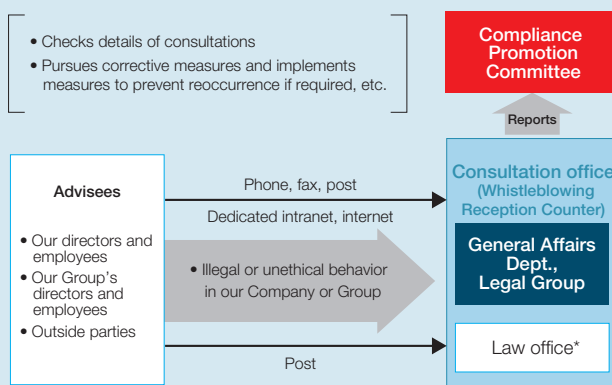 • Checks details of consultations
• Pursues corrective measures and implements
measures to prevent reoccurrence if required, etc.
Compliance
Promotion
Committee
Reports
Advisees
• Our directors and
employees
• Our Group's
directors and
employees
• Outside parties
Phone, fax, post
Dedicated intranet, internet
• Illegal or unethical behavior
in our Company or Group
Post
Consultation office
(Whistleblowing
Reception Counter)
General Affairs
Dept.,
Legal Group
Law office*